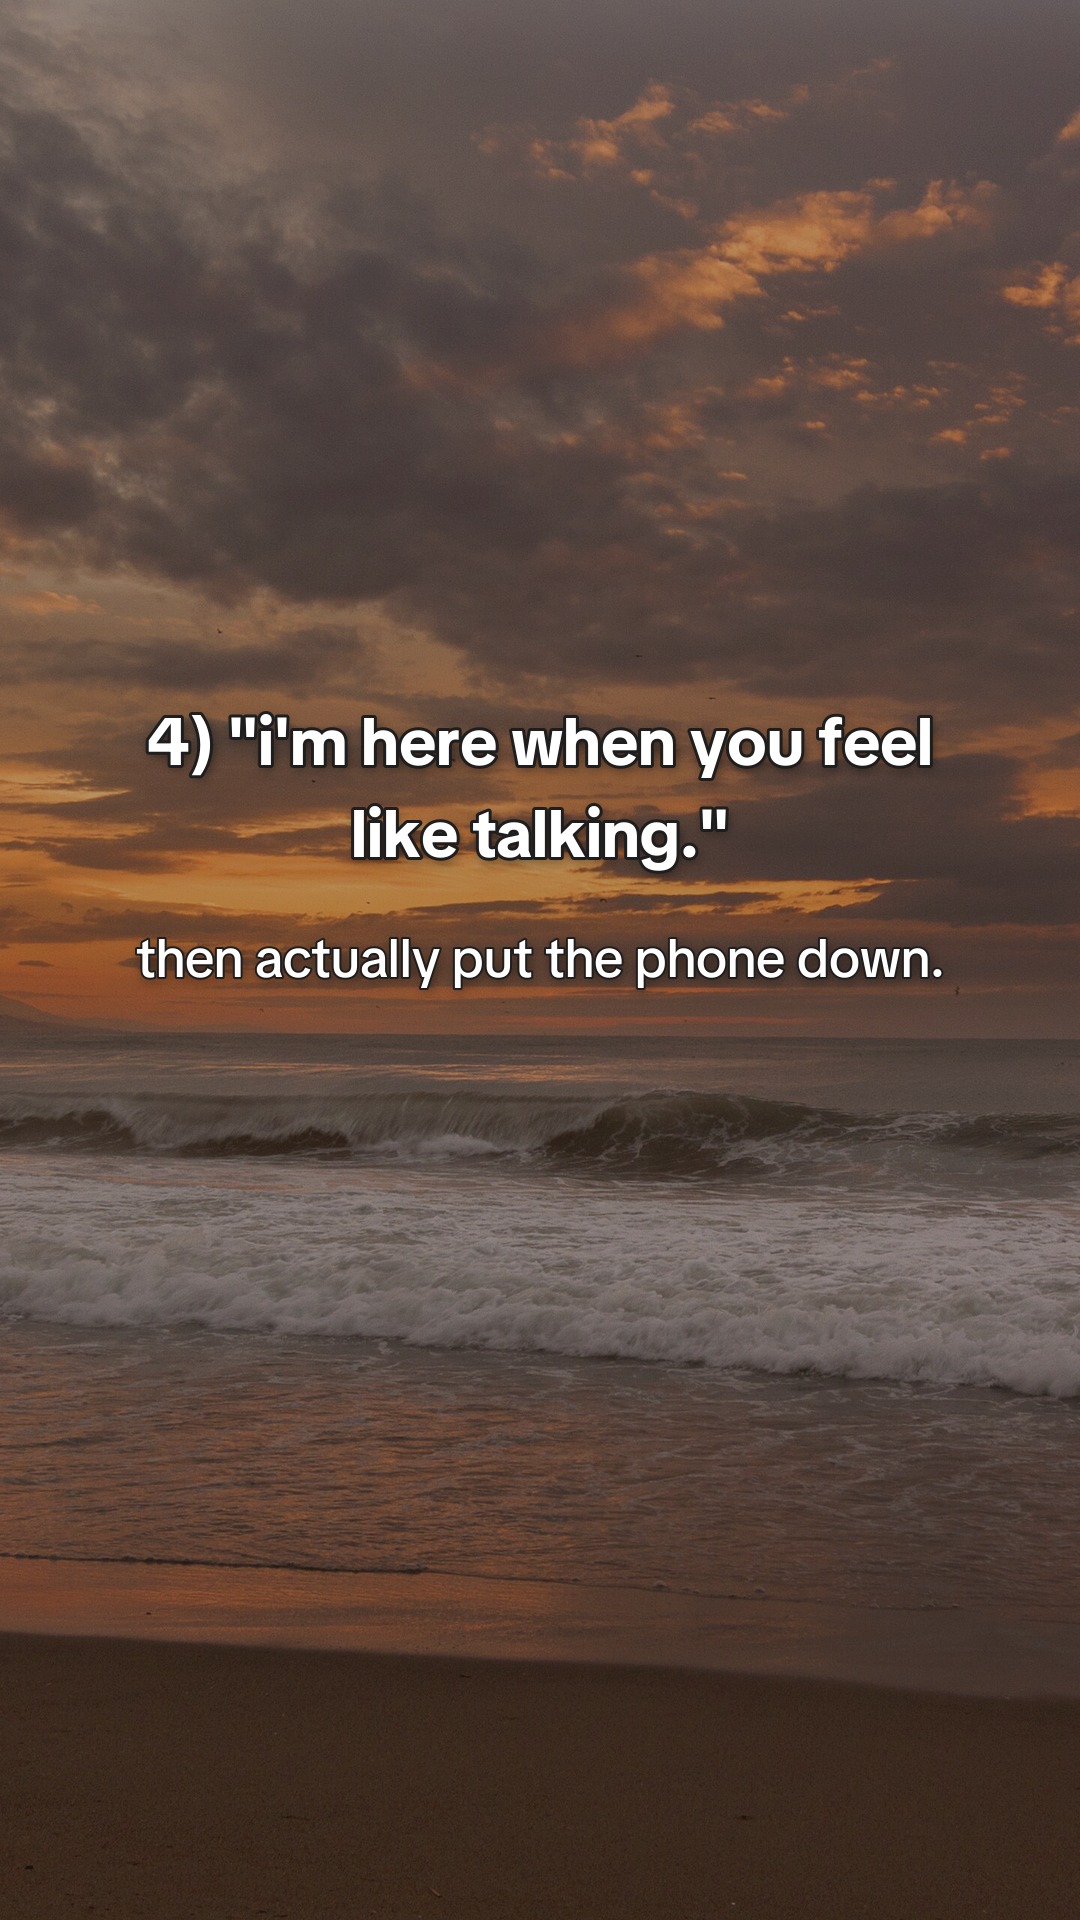 4) "i'm here when you feel
like talking."
then actually put the phone down.